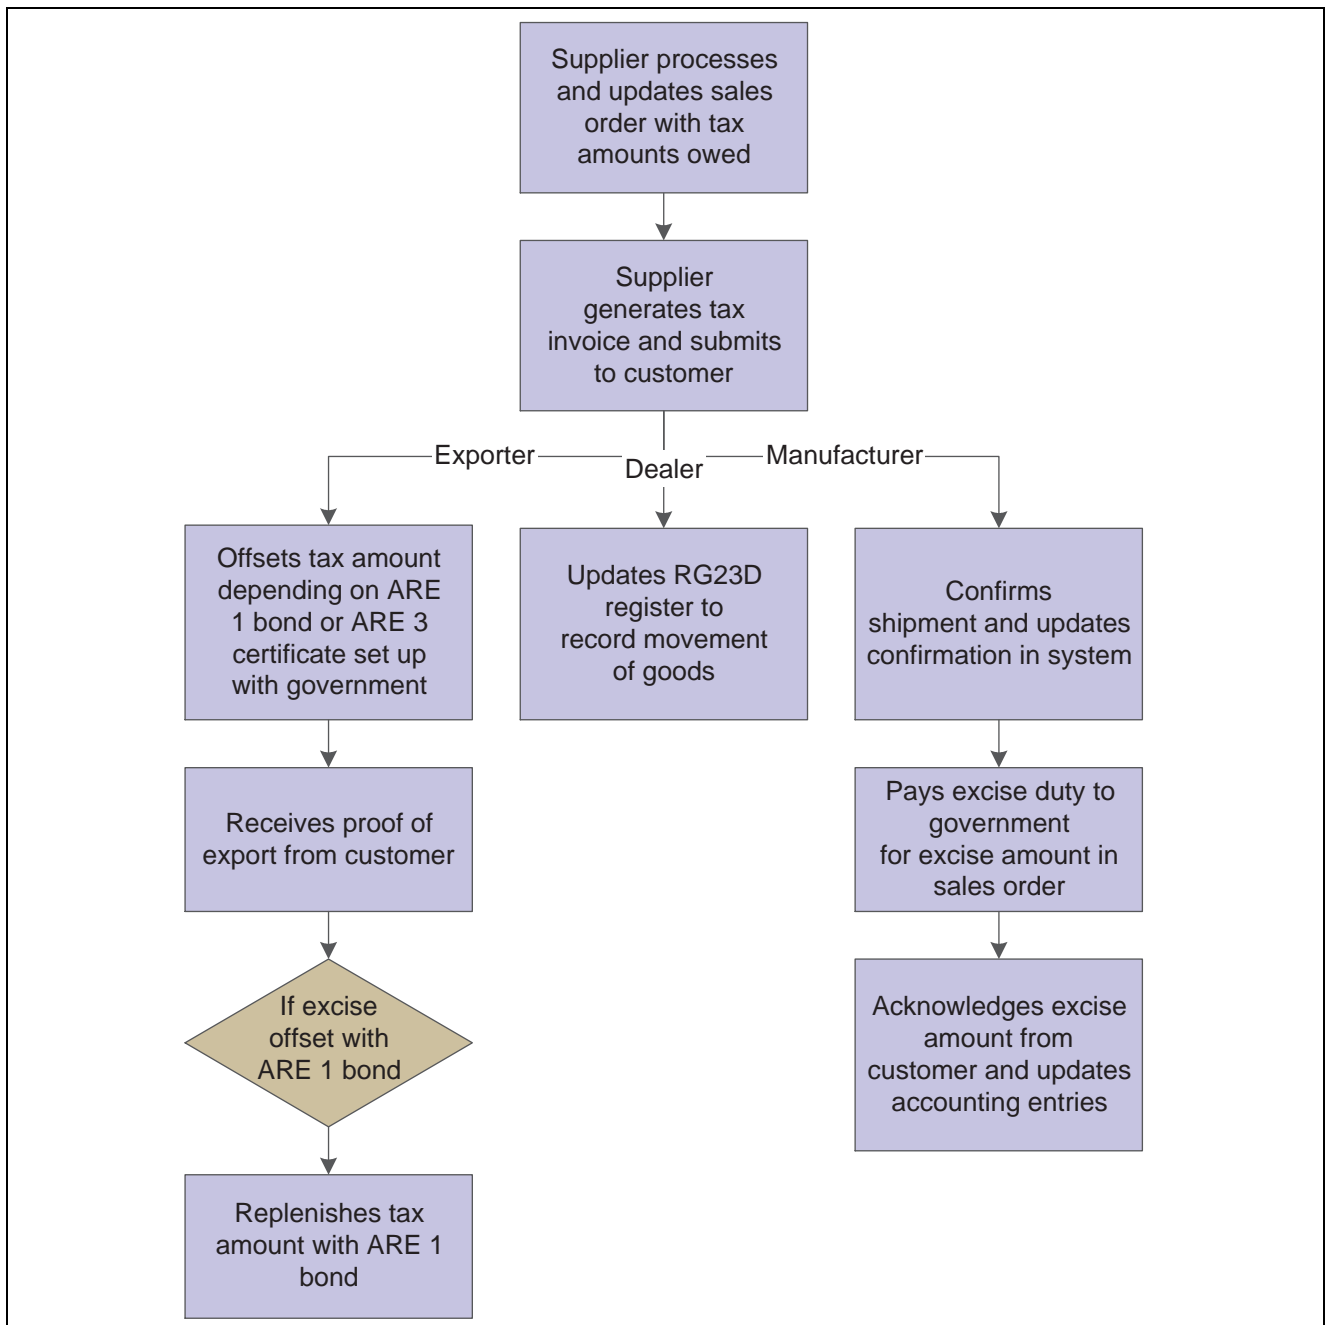 Supplier processes
and updates sales
order with tax
amounts owed
Supplier
generates tax
invoice and submits
to customer
Exporter
Dealer
Manufacturer
Offsets tax amount
depending on ARE
1 bond or ARE 3
certificate set up
with government
Updates RG23D
register to
record movement
of goods
Confirms
shipment and updates
confirmation in system
Receives proof of
export from customer
Pays excise duty to
government
for excise amount in
sales order
If excise
offset with
ARE 1 bond
Acknowledges excise
amount from
customer and updates
accounting entries
Replenishes tax
amount with ARE 1
bond